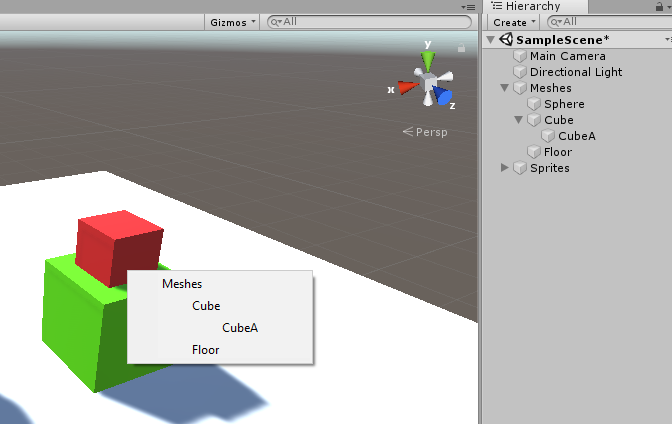 Hierarchy
Gizmos All
Create All
SampleScene*
Main Camera
Directional Light
Meshes
Sphere
Cube
CubeA
Floor
Sprites
y
x
z
Persp
Meshes
Cube
CubeA
Floor